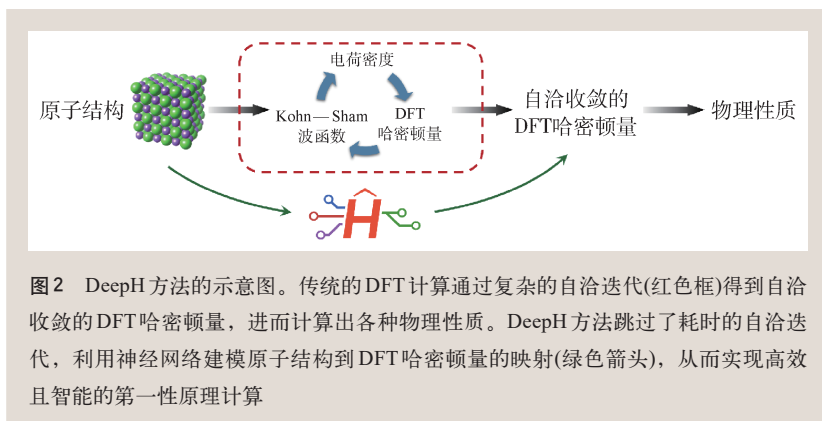 电荷密度
原子结构
Kohn—Sham
波函数
DFT
哈密顿量
自洽收敛的
DFT哈密顿量
物理性质
H
图2 DeepH方法的示意图。传统的DFT计算通过复杂的自洽迭代(红色框)得到自洽
收敛的DFT哈密顿量，进而计算出各种物理性质。DeepH方法跳过了耗时的自洽迭
代，利用神经网络建模原子结构到DFT哈密顿量的映射(绿色箭头)，从而实现高效
且智能的第一性原理计算